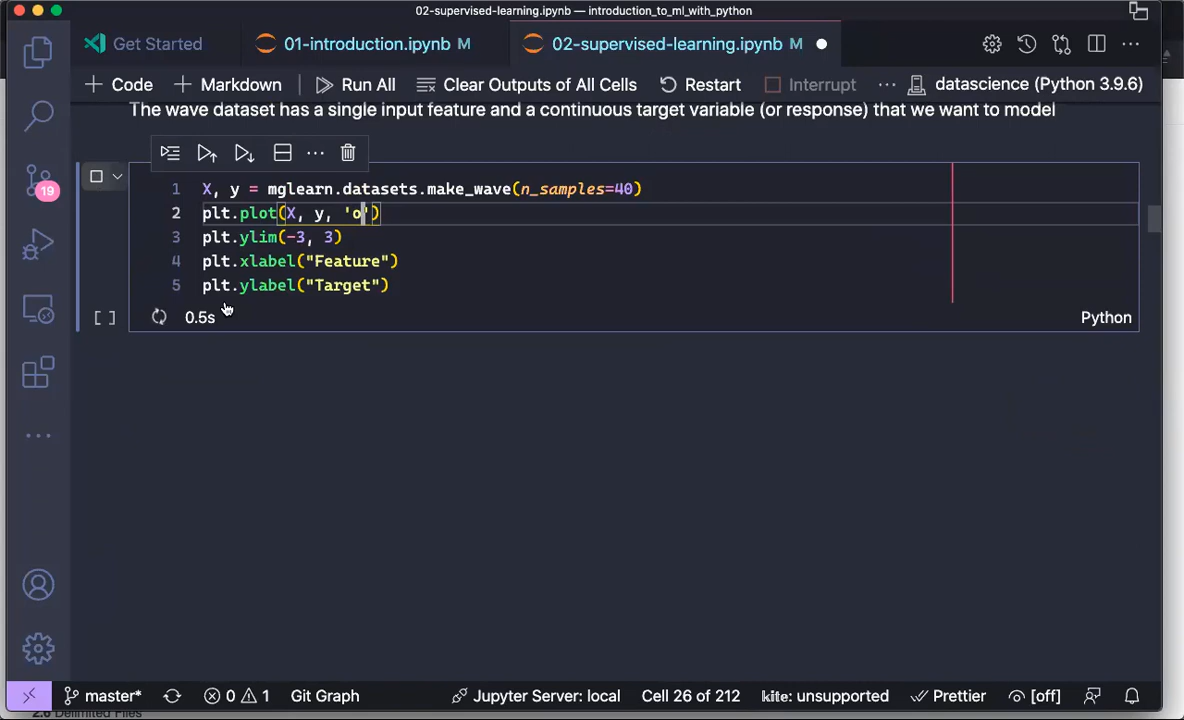 02-supervised-learning.ipynb — introduction_to_ml_with_python
Get Started
01-introduction.ipynb M
02-supervised-learning.ipynb M
Code
Markdown
Run All
Clear Outputs of All Cells
Restart
Interrupt
datascience (Python 3.9.6)
The wave dataset has a single input feature and a continuous target variable (or response) that we want to model
19
1 X, y = mglearn.datasets.make_wave(n_samples=40)
2 plt.plot(X, y, 'o')
3 plt.ylim(-3, 3)
4 plt.xlabel("Feature")
5 plt.ylabel("Target")
[ ] 0.5s
Python
master*
0
1
Git Graph
Jupyter Server: local
Cell 26 of 212
kite: unsupported
Prettier
[off]
2.6 Delimited Files